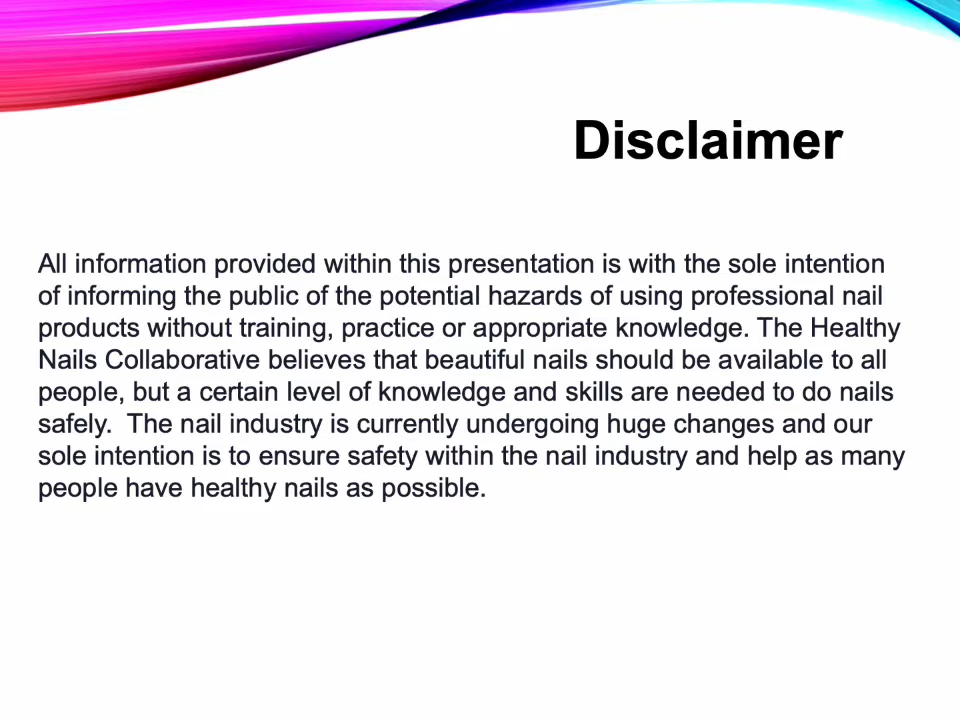 Disclaimer
All information provided within this presentation is with the sole intention
of informing the public of the potential hazards of using professional nail
products without training, practice or appropriate knowledge. The Healthy
Nails Collaborative believes that beautiful nails should be available to all
people, but a certain level of knowledge and skills are needed to do nails
safely.  The nail industry is currently undergoing huge changes and our
sole intention is to ensure safety within the nail industry and help as many
people have healthy nails as possible.